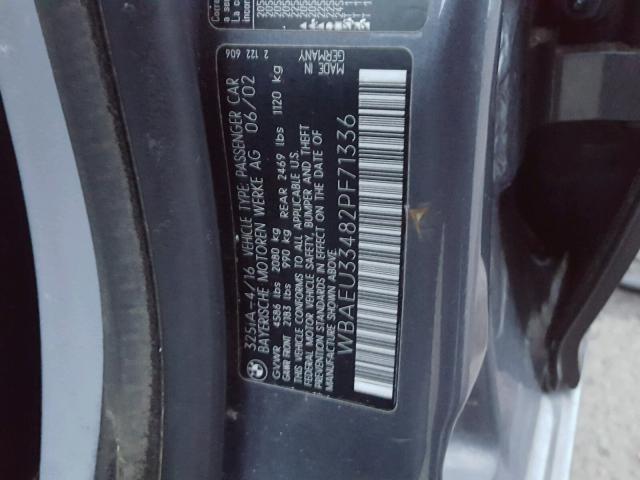 325iA-4/16 VEHICLE TYPE: PASSENGER CAR
BAYERISCHE MOTOREN WERKE AG 06/02
GVWR 4586 lbs 2080 kg
GAWR FRONT 2183 lbs 990 kg REAR 2469 lbs 1120 kg
THIS VEHICLE CONFORMS TO ALL APPLICABLE U.S.
FEDERAL MOTOR VEHICLE SAFETY, BUMPER AND THEFT
PREVENTION STANDARDS IN EFFECT ON THE DATE OF
MANUFACTURE SHOWN ABOVE.
WBAEU33482PF71336
2 122 606
MADE IN
GERMANY